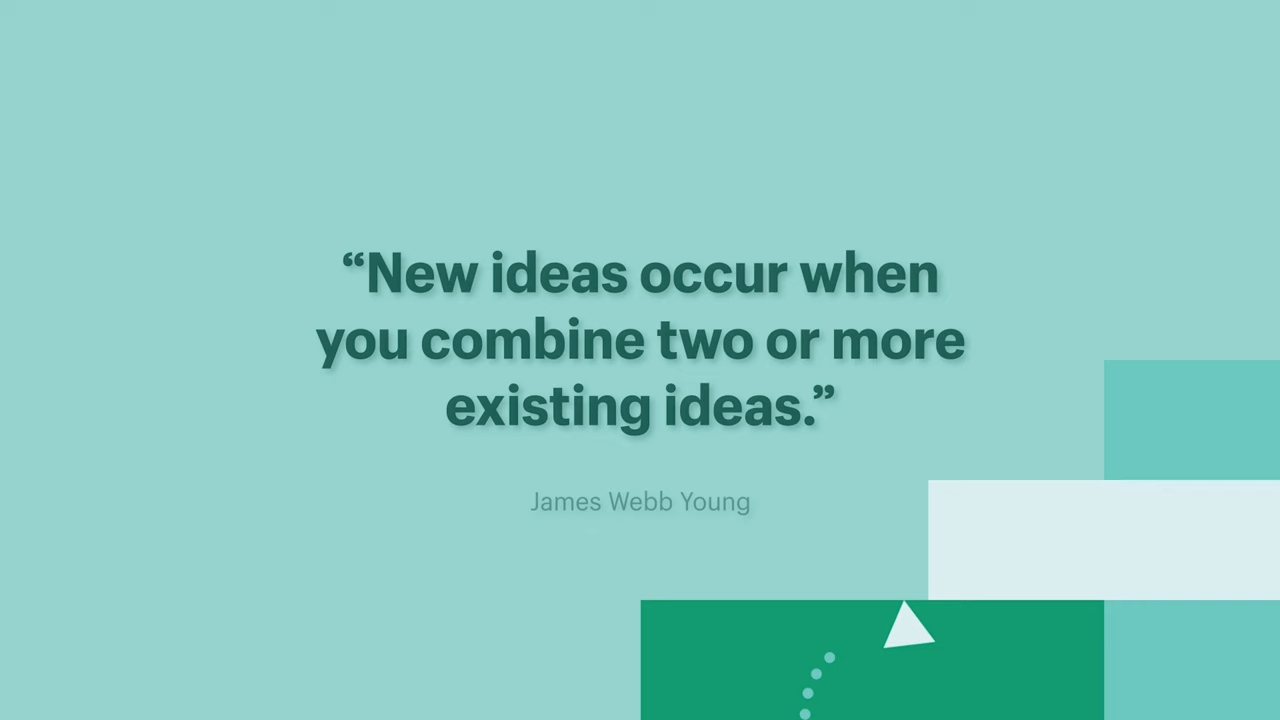 “New ideas occur when
you combine two or more
existing ideas.”
James Webb Young